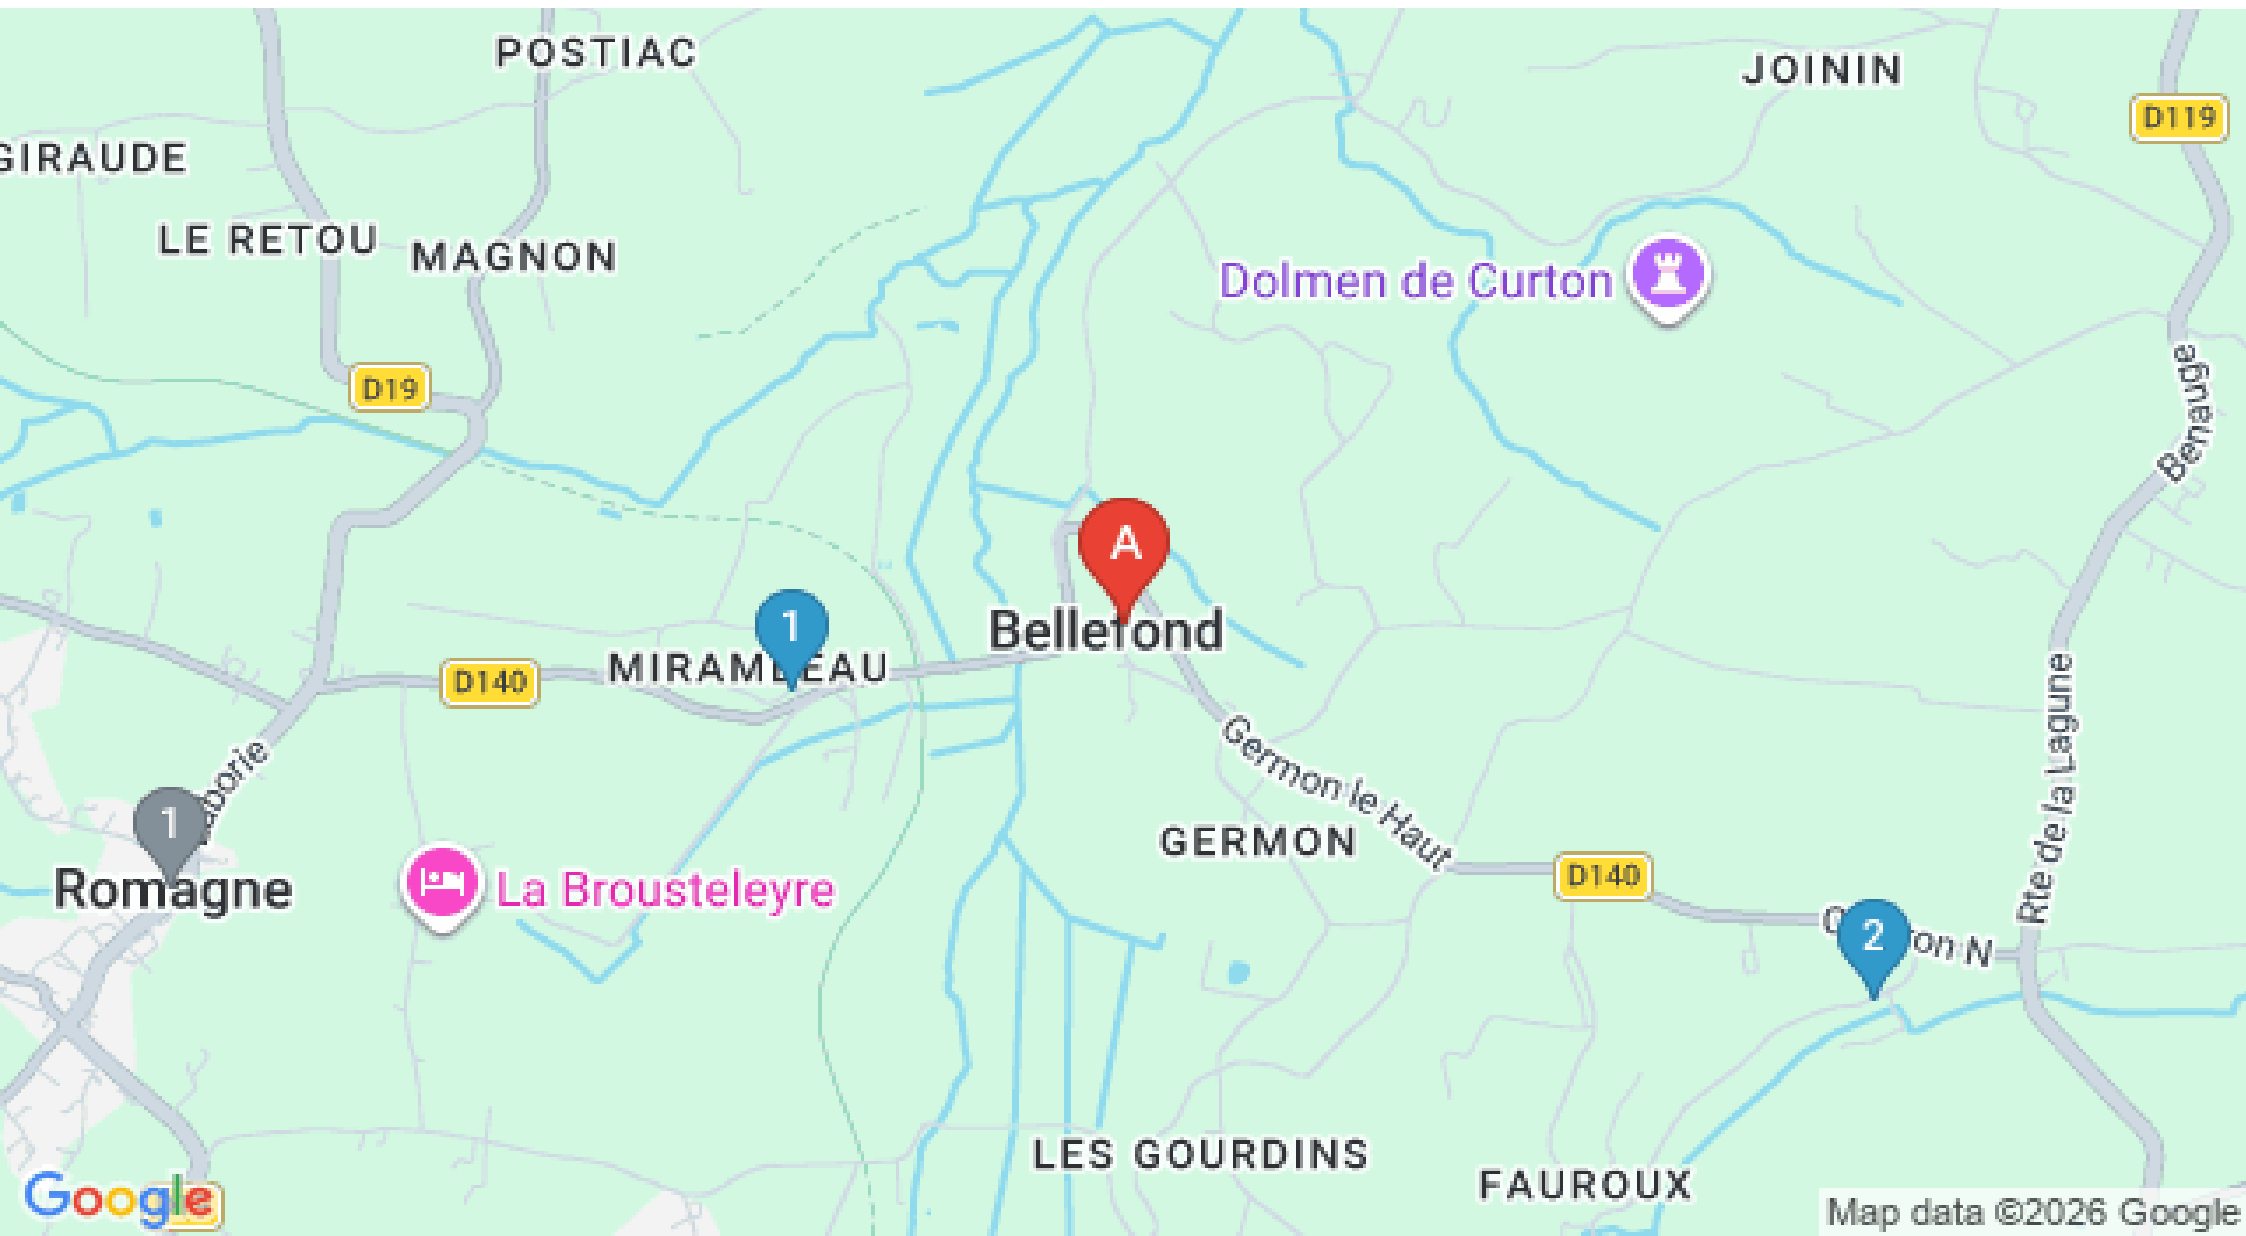 POSTIAC
JOININ
D119
GIRAUDE
LE RETOU
MAGNON
Dolmen de Curton
D19
Benauge
A
Bellefond
1
MIRAMBEAU
D140
Rte de la Lagune
Germon le Haut
1
GERMON
D140
Romagne
La Brousteleyre
2
LES GOURDINS
FAUROUX
Google
Map data ©2026 Google